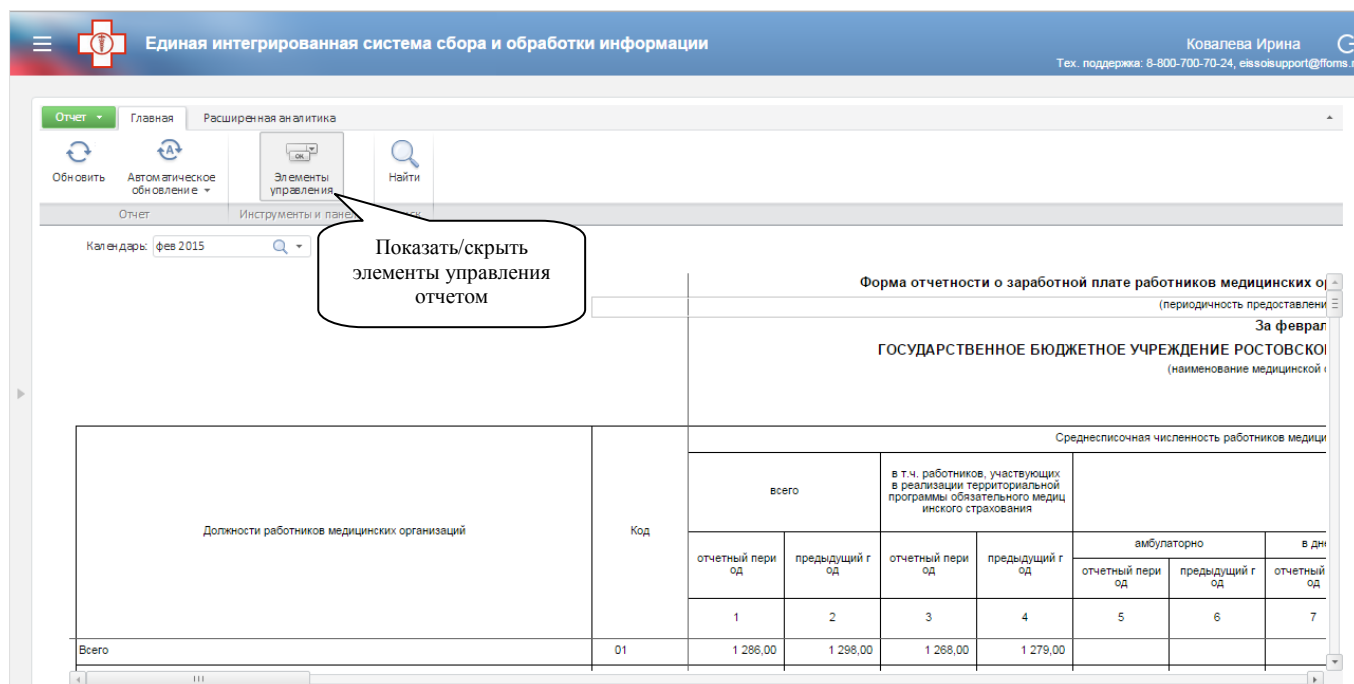 Единая интегрированная система сбора и обработки информации
Ковалева Ирина
Тех. поддержка: 8-800-700-70-24, eissoisupport@ffoms.
Отчет
Главная
Расширенная аналитика
Обновить
Автоматическое
обновление
OK
Элементы
управления
Найти
Отчет
Инструменты и
Календарь: фев 2015
Показать/скрыть
элементы управления
отчетом
Форма отчетности о заработной плате работников медицинских
(периодичность предоставлени
За феврал
ГОСУДАРСТВЕННОЕ БЮДЖЕТНОЕ УЧРЕЖДЕНИЕ РОСТОВСКО
(наименование медицинской
Должности работников медицинских организаций
Код
Среднесписочная численность работников медици
всего
в т.ч. работников, участвующих
в реализации территориальной
программы обязательного медиц
инского страхования
амбулаторно
в дне
отчетный пери
од
предыдущий г
од
отчетный пери
од
предыдущий г
од
отчетный пери
од
предыдущий г
од
отчетный
од
1 2 3 4 5 6 7
Всего 01 1 286,00 1 298,00 1 268,00 1 279,00